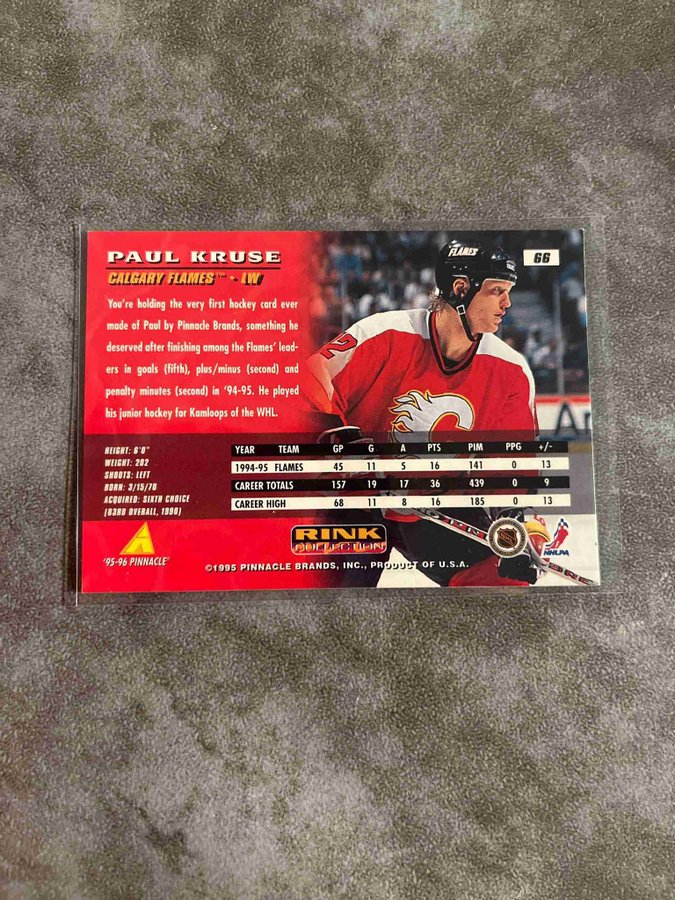 PAUL KRUSE
66
CALGARY FLAMES™ • LW
FLAMES
You're holding the very first hockey card ever
made of Paul by Pinnacle Brands, something he
deserved after finishing among the Flames' lead-
ers in goals (fifth), plus/minus (second) and
penalty minutes (second) in '94-95. He played
his junior hockey for Kamloops of the WHL.
2
HEIGHT: 6'0"
WEIGHT: 202
SHOOTS: LEFT
BORN: 3/15/70
ACQUIRED: SIXTH CHOICE
(83RD OVERALL, 1990)
YEAR TEAM GP G A PTS PIM PPG +/-
1994-95 FLAMES 45 11 5 16 141 0 13
CAREER TOTALS 157 19 17 36 439 0 9
CAREER HIGH 68 11 8 16 185 0 13
'95-96 PINNACLE™
RINK
COLLECTION
NHLPA
©1995 PINNACLE BRANDS, INC., PRODUCT OF U.S.A.